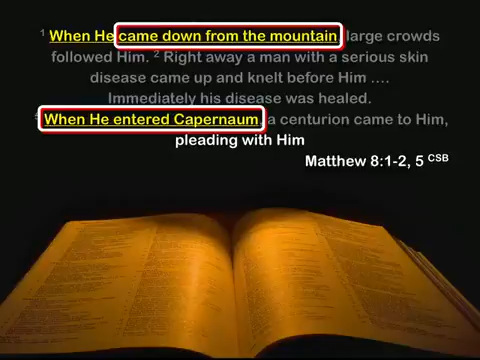 1 When He came down from the mountain, large crowds
followed Him. 2 Right away a man with a serious skin
disease came up and knelt before Him ….
Immediately his disease was healed.
5 When He entered Capernaum, a centurion came to Him,
pleading with Him
Matthew 8:1-2, 5 CSB